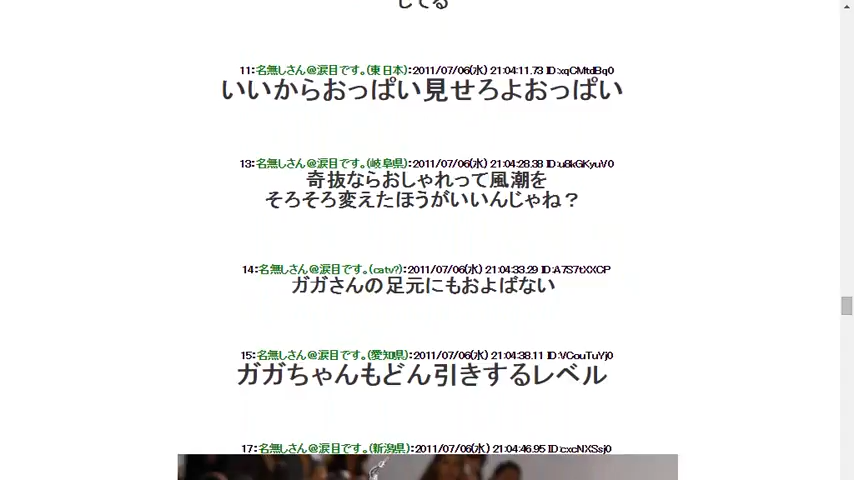 してる
11：名無しさん＠涙目です。(東日本)：2011/07/06(水) 21:04:11.73 ID:xqCMtdBq0
いいからおっぱい見せろよおっぱい
13：名無しさん＠涙目です。(岐阜県)：2011/07/06(水) 21:04:28.38 ID:u8kGKyuV0
奇抜ならおしゃれって風潮を
そろそろ変えたほうがいいんじゃね？
14：名無しさん＠涙目です。(catv?)：2011/07/06(水) 21:04:33.29 ID:A7S7tXXCP
ガガさんの足元にもおよばない
15：名無しさん＠涙目です。(愛知県)：2011/07/06(水) 21:04:38.11 ID:VCouTuYj0
ガガちゃんもどん引きするレベル
17：名無しさん＠涙目です。(新潟県)：2011/07/06(水) 21:04:46.95 ID:cxcNXSsj0